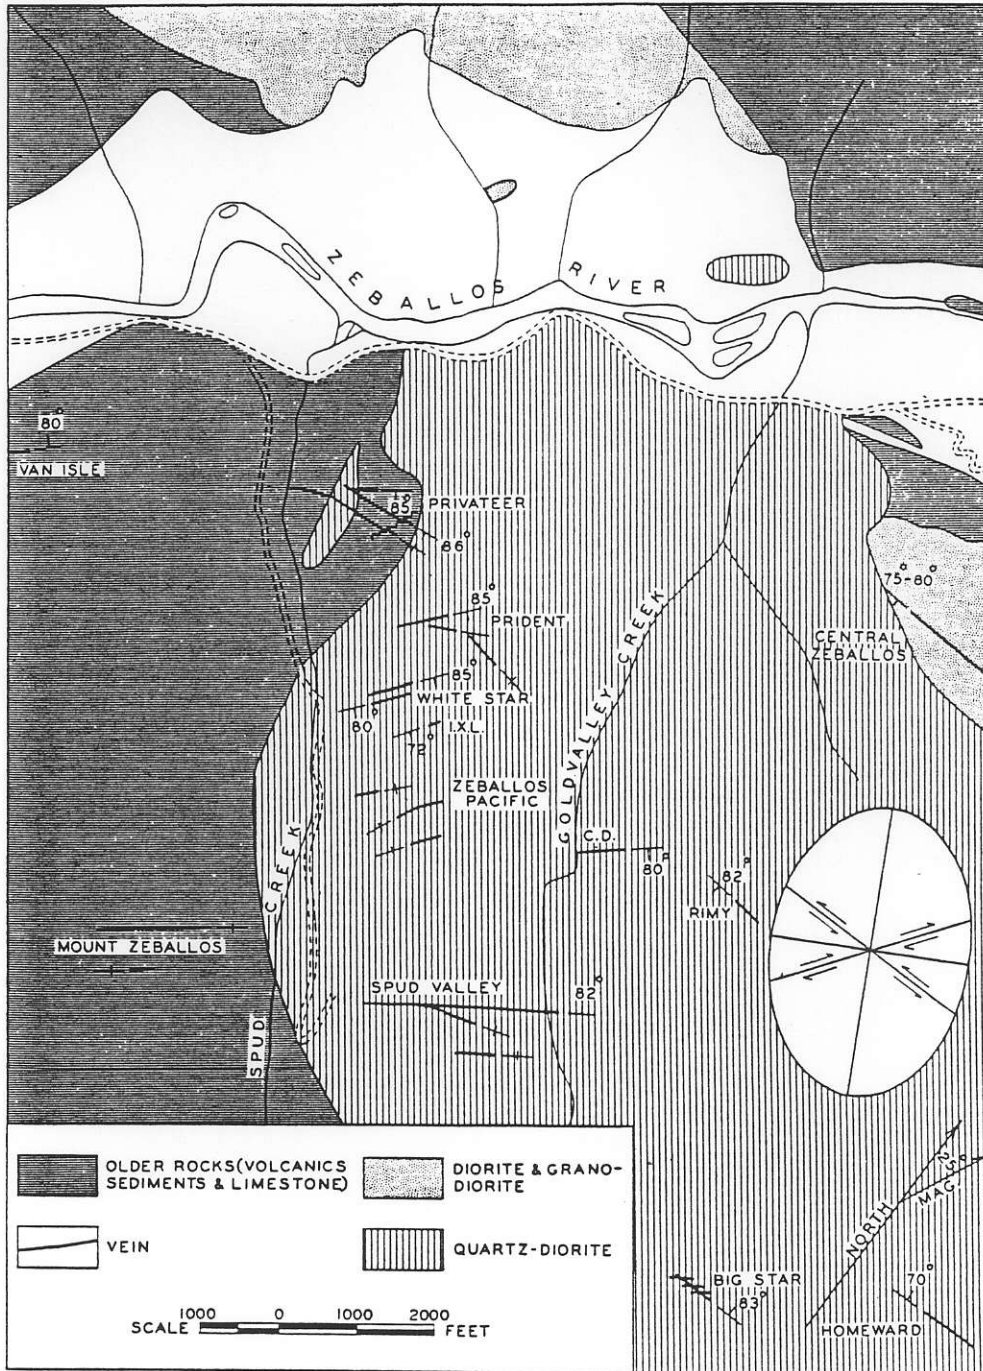 ZEBALLOS RIVER
80°
VAN ISLE
85°
PRIVATEER
86°
85°
PRIDENT
75-80°
CENTRAL
ZEBALLOS
85°
WHITE STAR
80°
I.X.L.
72°
GOLDVALLEY CREEK
ZEBALLOS
PACIFIC
C.D.
80°
82°
RIMY
SPUD CREEK
MOUNT ZEBALLOS
SPUD VALLEY
82°
NORTH
25°
MAG.
BIG STAR
83°
70°
HOMEWARD
OLDER ROCKS (VOLCANICS
SEDIMENTS & LIMESTONE)
DIORITE & GRANO-
DIORITE
VEIN
QUARTZ-DIORITE
1000 0 1000 2000
SCALE FEET